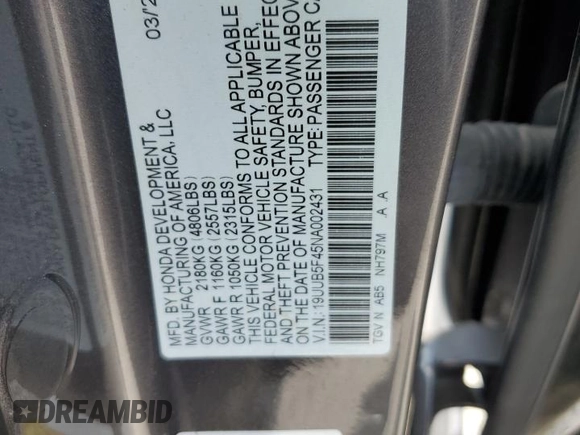 MFD. BY HONDA DEVELOPMENT & 03/2
MANUFACTURING OF AMERICA, LLC
GVWR 2180KG (4806LBS)
GAWR F 1160KG (2557LBS)
GAWR R 1050KG (2315LBS)
THIS VEHICLE CONFORMS TO ALL APPLICABLE
FEDERAL MOTOR VEHICLE SAFETY, BUMPER,
AND THEFT PREVENTION STANDARDS IN EFFEC
ON THE DATE OF MANUFACTURE SHOWN ABOV
V.I.N.: 19UUB5F45NA002431 TYPE: PASSENGER C
TGV N AB5 NH797M A A
DREAMBID